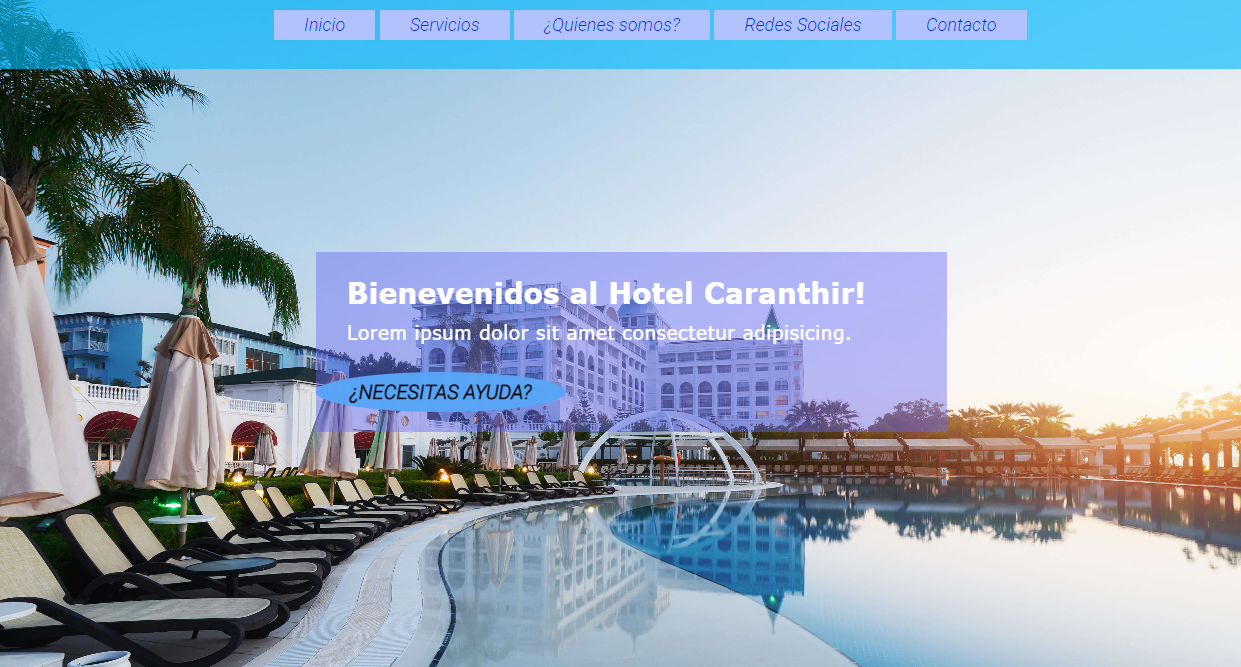 Inicio Servicios ¿Quienes somos? Redes Sociales Contacto
Bienevenidos al Hotel Caranthir!
Lorem ipsum dolor sit amet consectetur adipisicing.
¿NECESITAS AYUDA?